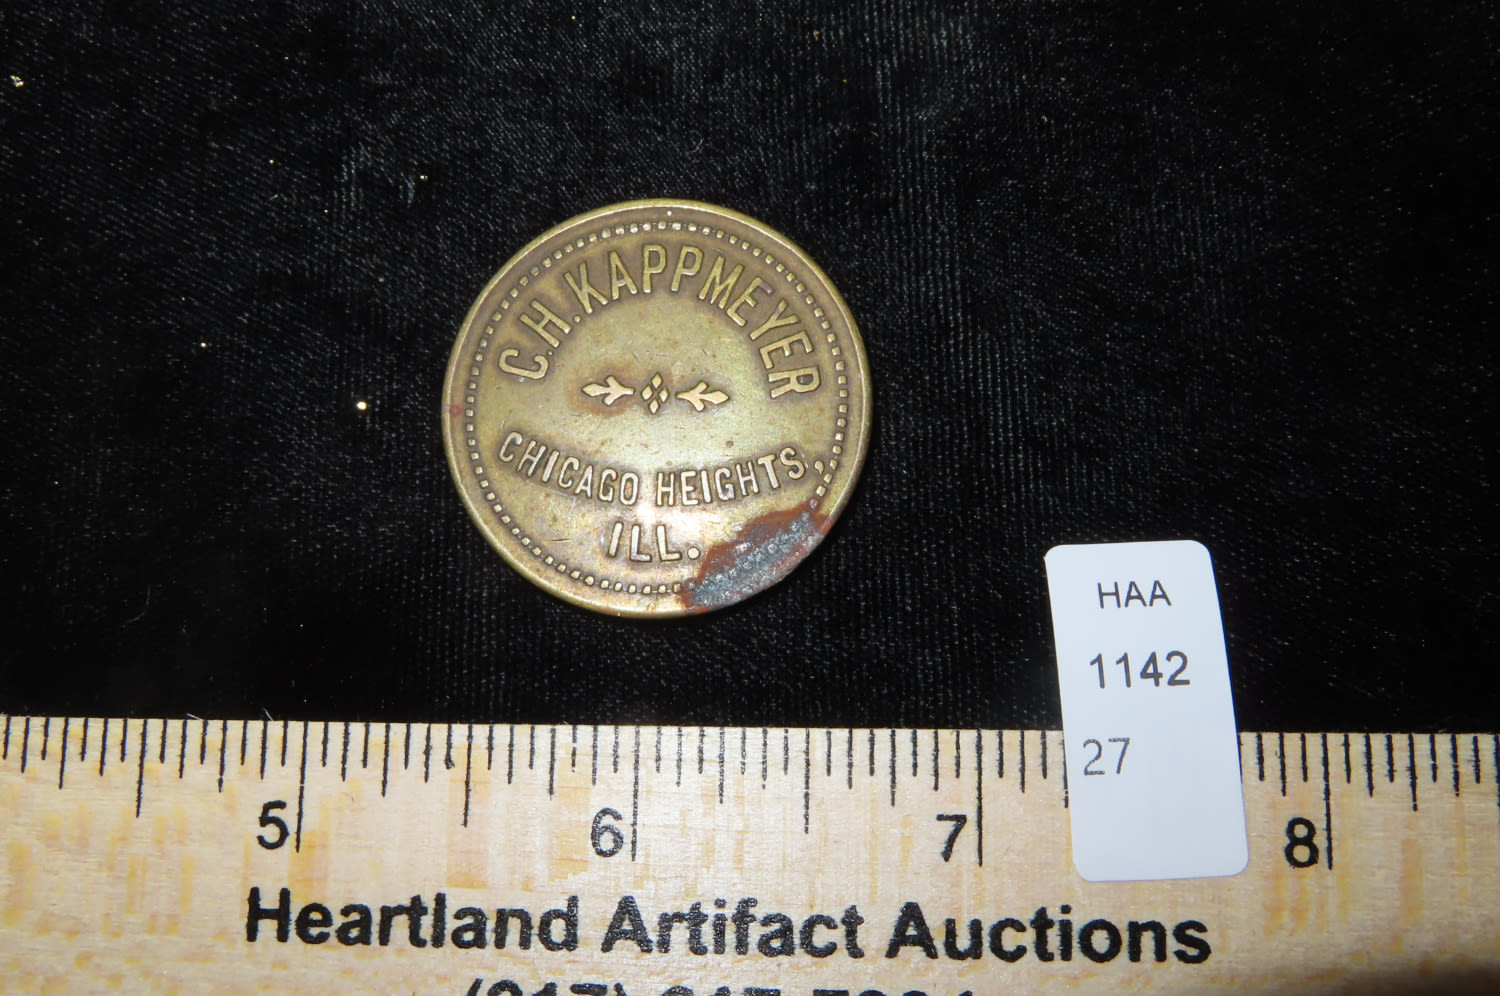 C.H. KAPPMEYER
CHICAGO HEIGHTS,
ILL.
HAA
1142
27
5 6 7 8
Heartland Artifact Auctions